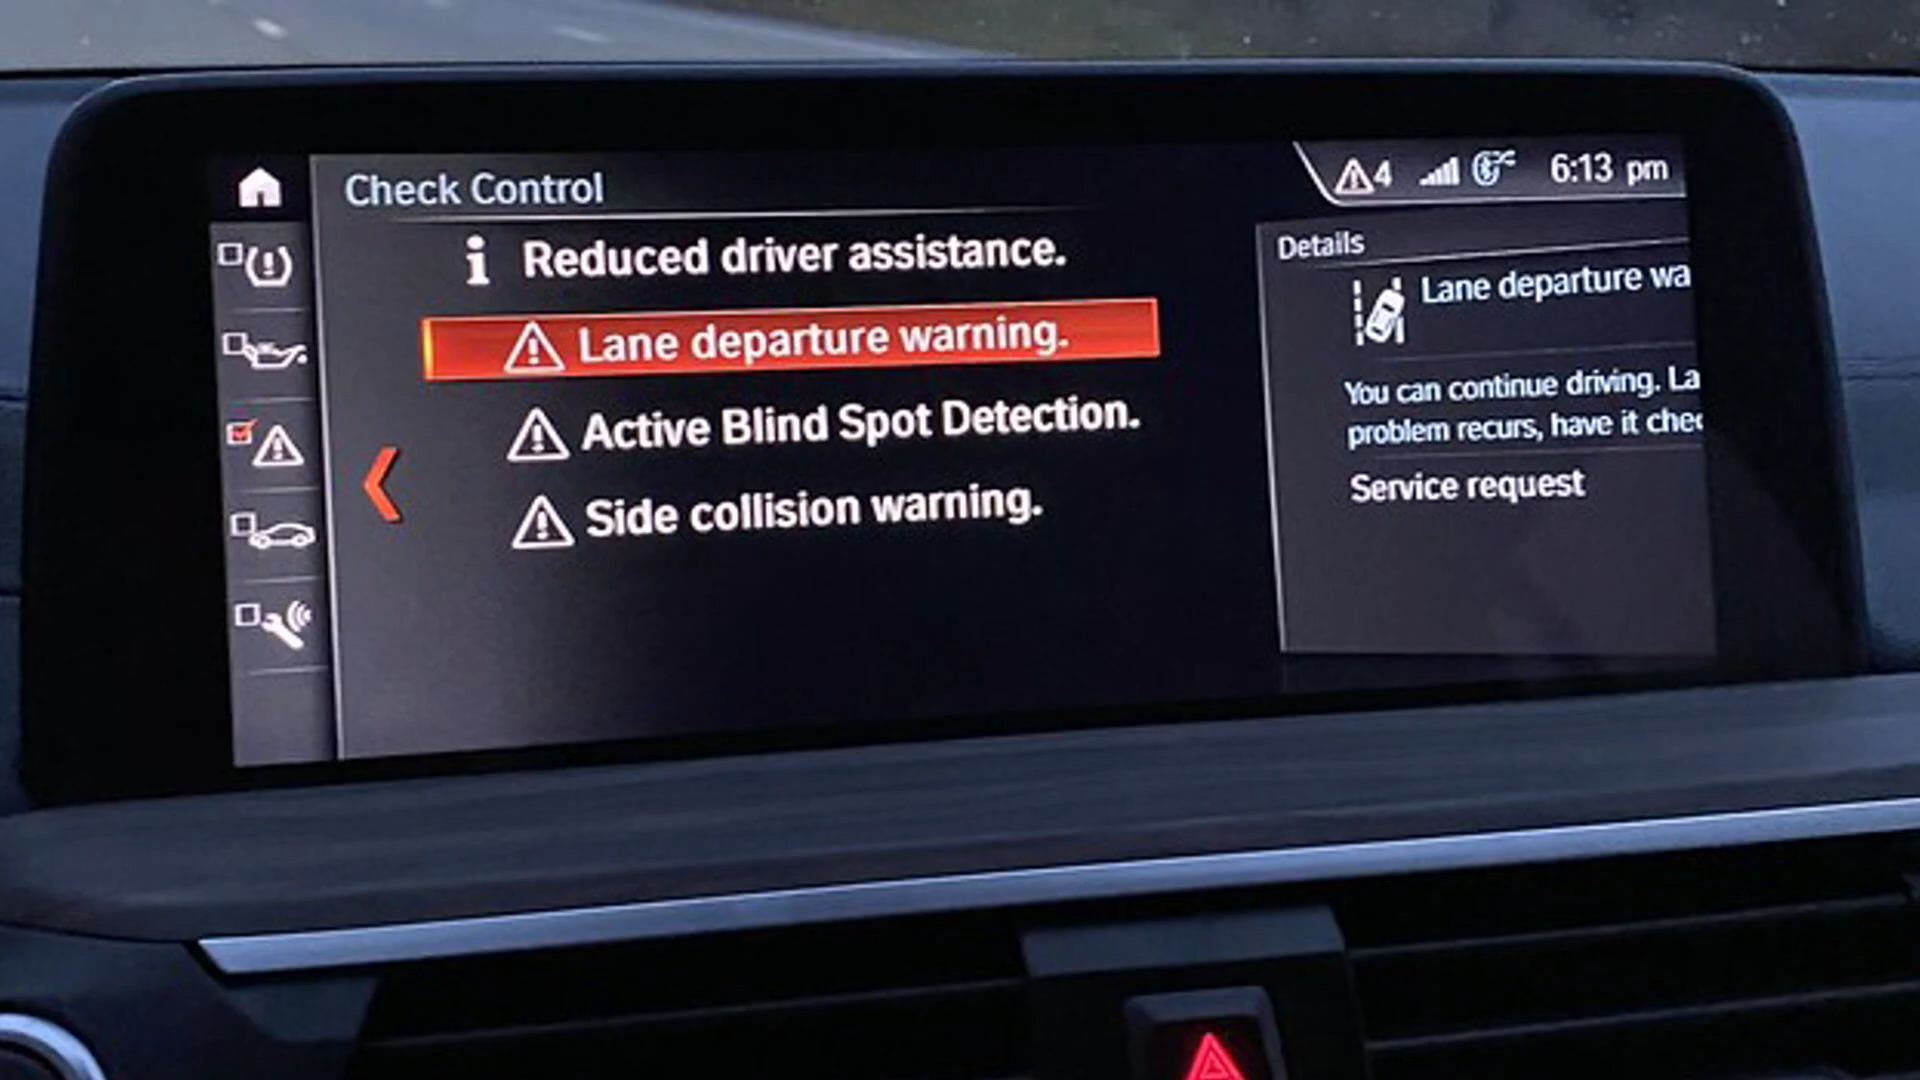 Check Control
4 6:13 pm
Reduced driver assistance.
Lane departure warning.
Active Blind Spot Detection.
Side collision warning.
Details
Lane departure wa
You can continue driving. La
problem recurs, have it chec
Service request